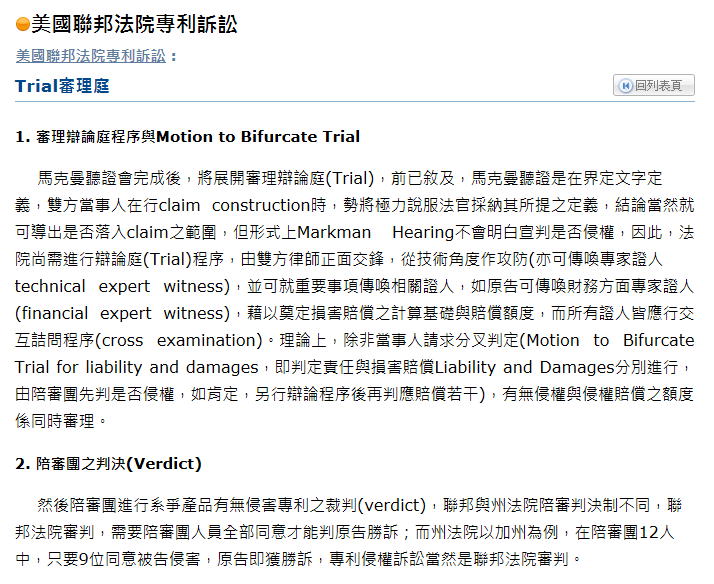 美國聯邦法院專利訴訟
美國聯邦法院專利訴訟：
Trial審理庭
回列表頁
1. 審理辯論庭程序與Motion to Bifurcate Trial
馬克曼聽證會完成後，將展開審理辯論庭(Trial)，前已敘及，馬克曼聽證是在界定文字定
義，雙方當事人在行claim construction時，勢將極力說服法官採納其所提之定義，結論當然就
可導出是否落入claim之範圍，但形式上Markman Hearing不會明白宣判是否侵權，因此，法
院尚需進行辯論庭(Trial)程序，由雙方律師正面交鋒，從技術角度作攻防(亦可傳喚專家證人
technical expert witness)，並可就重要事項傳喚相關證人，如原告可傳喚財務方面專家證人
(financial expert witness)，藉以奠定損害賠償之計算基礎與賠償額度，而所有證人皆應行交
互詰問程序(cross examination)。理論上，除非當事人請求分叉判定(Motion to Bifurcate
Trial for liability and damages，即判定責任與損害賠償Liability and Damages分別進行，
由陪審團先判是否侵權，如肯定，另行辯論程序後再判應賠償若干)，有無侵權與侵權賠償之額度
係同時審理。
2. 陪審團之判決(Verdict)
然後陪審團進行系爭產品有無侵害專利之裁判(verdict)，聯邦與州法院陪審判決制不同，聯
邦法院審判，需要陪審團人員全部同意才能判原告勝訴；而州法院以加州為例，在陪審團12人
中，只要9位同意被告侵害，原告即獲勝訴，專利侵權訴訟當然是聯邦法院審判。